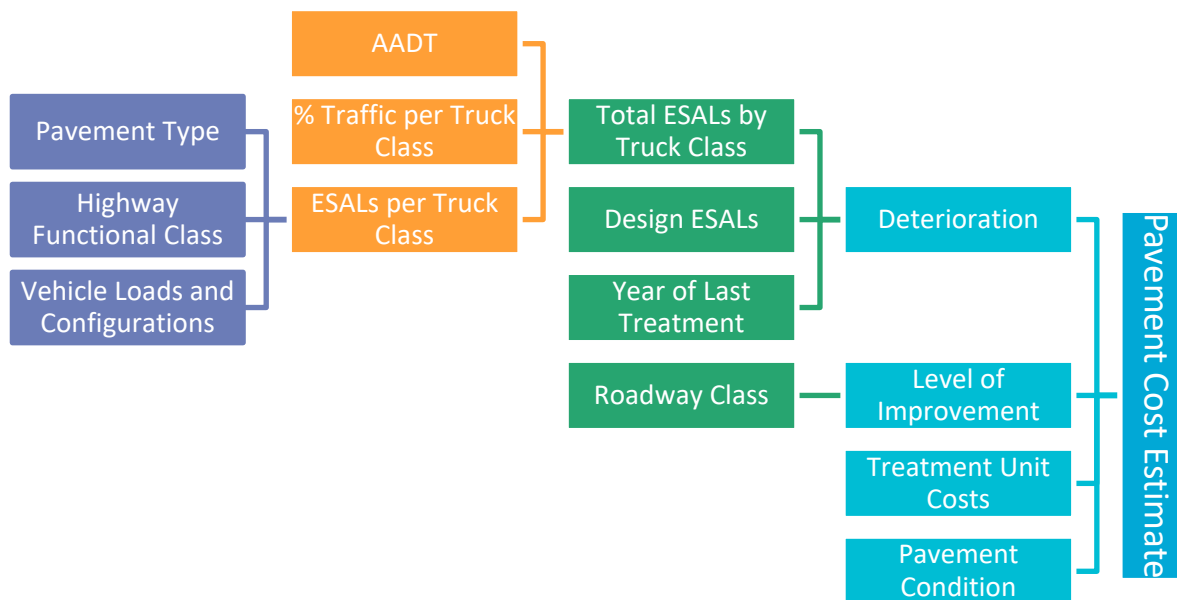 AADT
Pavement Type
% Traffic per Truck
Class
Total ESALs by
Truck Class
Highway
Functional Class
ESALs per Truck
Class
Design ESALs
Deterioration
Vehicle Loads and
Configurations
Year of Last
Treatment
Roadway Class
Level of
Improvement
Treatment Unit
Costs
Pavement
Condition
Pavement Cost Estimate